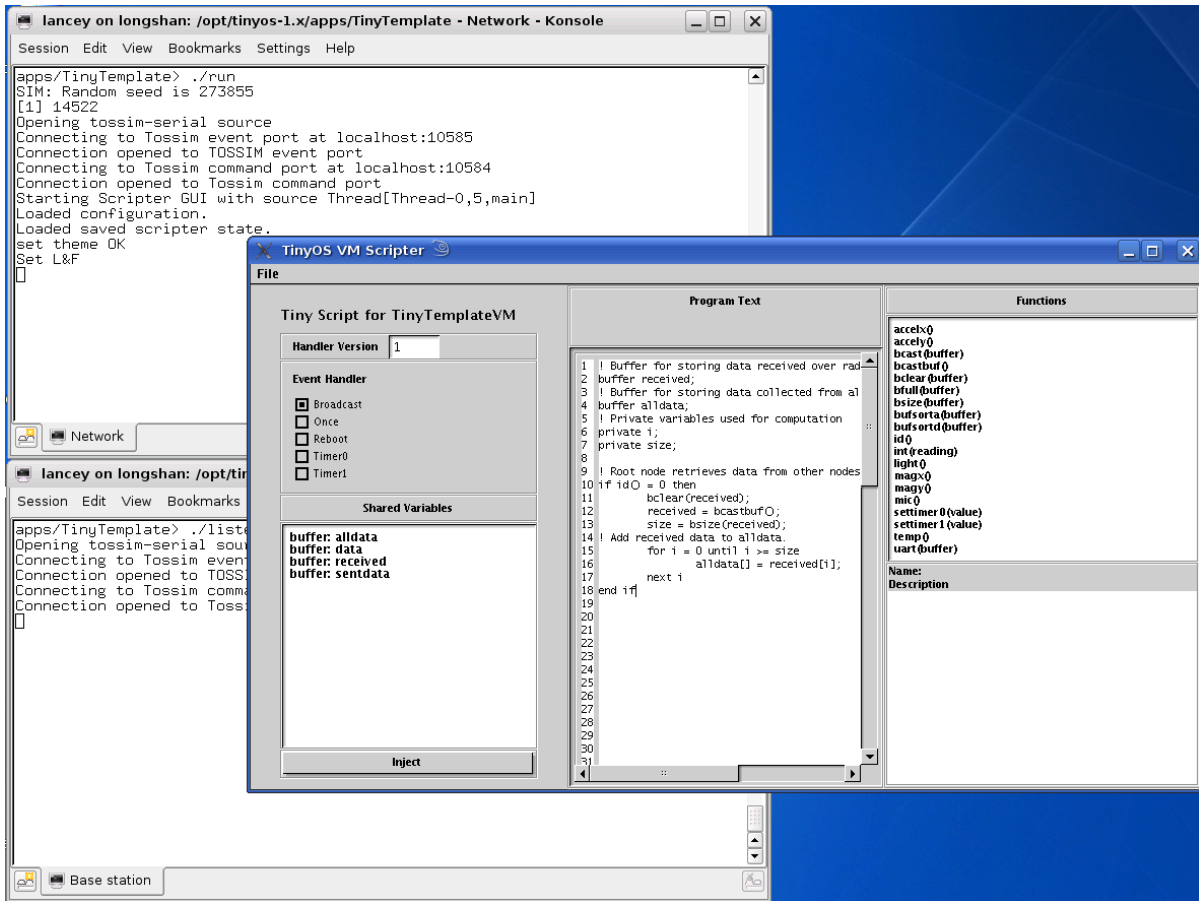 lancey on longshan: /opt/tinyos-1.x/apps/TinyTemplate - Network - Konsole
Session Edit View Bookmarks Settings Help
apps/TinyTemplate> ./run
SIM: Random seed is 273855
[1] 14522
Opening tossim-serial source
Connecting to Tossim event port at localhost:10585
Connection opened to TOSSIM event port
Connecting to Tossim command port at localhost:10584
Connection opened to Tossim command port
Starting Scripter GUI with source Thread[Thread-0,5,main]
Loaded configuration.
Loaded saved scripter state.
set theme OK
Set L&F
Network
lancey on longshan: /opt/tin
Session Edit View Bookmarks
apps/TinyTemplate> ./liste
Opening tossim-serial sour
Connecting to Tossim event
Connection opened to TOSSI
Connecting to Tossim comma
Connection opened to Toss
Base station
TinyOS VM Scripter
File
Tiny Script for TinyTemplateVM
Handler Version 1
Event Handler
Broadcast
Once
Reboot
Timer0
Timer1
Shared Variables
buffer: alldata
buffer: data
buffer: received
buffer: sentdata
Inject
Program Text
1 ! Buffer for storing data received over rad
2 buffer received;
3 ! Buffer for storing data collected from al
4 buffer alldata;
5 ! Private variables used for computation
6 private i;
7 private size;
8
9 ! Root node retrieves data from other nodes
10 if id() = 0 then
11 bclear(received);
12 received = bcastbuf();
13 size = bsize(received);
14 ! Add received data to alldata.
15 for i = 0 until i >= size
16 alldata[] = received[i];
17 next i
18 end if
19
20
21
22
23
24
25
26
27
28
29
30
31
Functions
accelx()
accely()
bcast(buffer)
bcastbuf()
bclear(buffer)
bfull(buffer)
bsize(buffer)
bufsorta(buffer)
bufsortd(buffer)
id()
int(reading)
light()
magx()
magy()
mic()
settimer0(value)
settimer1(value)
temp()
uart(buffer)
Name:
Description